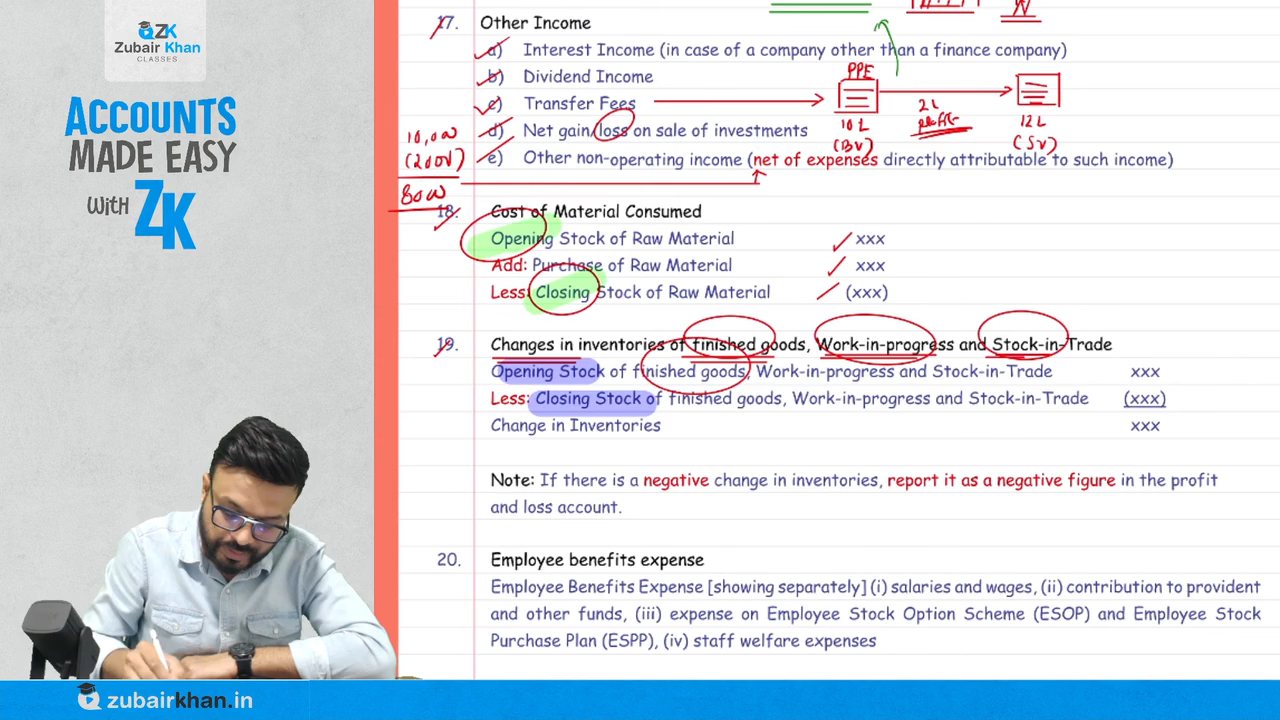 ZK
Zubair Khan
CLASSES
ACCOUNTS
MADE EASY
WITH ZK
17. Other Income
a) Interest Income (in case of a company other than a finance company)
b) Dividend Income
c) Transfer Fees
d) Net gain/loss on sale of investments
e) Other non-operating income (net of expenses directly attributable to such income)
PPE
10 L
(BV)
2 L
profit
12 L
(SV)
10,000
(2000)
8000
18. Cost of Material Consumed
Opening Stock of Raw Material xxx
Add: Purchase of Raw Material xxx
Less: Closing Stock of Raw Material (xxx)
19. Changes in inventories of finished goods, Work-in-progress and Stock-in-Trade
Opening Stock of finished goods, Work-in-progress and Stock-in-Trade xxx
Less: Closing Stock of finished goods, Work-in-progress and Stock-in-Trade (xxx)
Change in Inventories xxx
Note: If there is a negative change in inventories, report it as a negative figure in the profit
and loss account.
20. Employee benefits expense
Employee Benefits Expense [showing separately] (i) salaries and wages, (ii) contribution to provident
and other funds, (iii) expense on Employee Stock Option Scheme (ESOP) and Employee Stock
Purchase Plan (ESPP), (iv) staff welfare expenses
zubairkhan.in